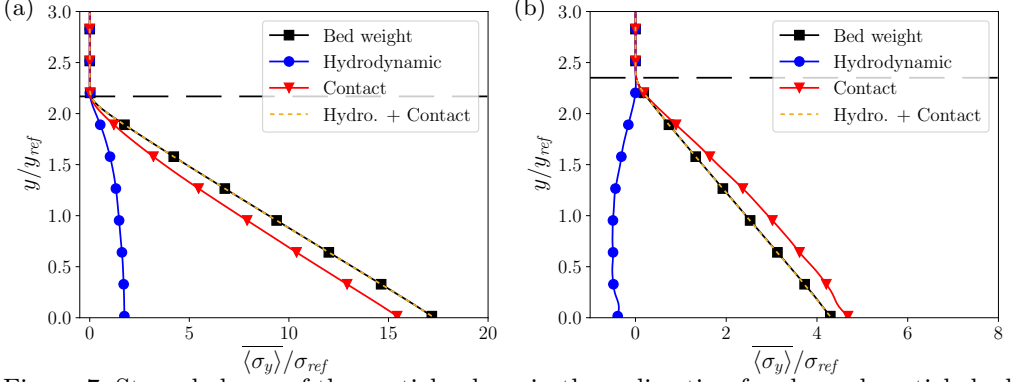 (a)
3.0
2.5
2.0
1.5
1.0
0.5
0.0
y/y_ref
0 5 10 15 20
⟨σ_y⟩/σ_ref
Bed weight
Hydrodynamic
Contact
Hydro. + Contact
(b)
3.0
2.5
2.0
1.5
1.0
0.5
0.0
y/y_ref
0 2 4 6 8
⟨σ_y⟩/σ_ref
Bed weight
Hydrodynamic
Contact
Hydro. + Contact